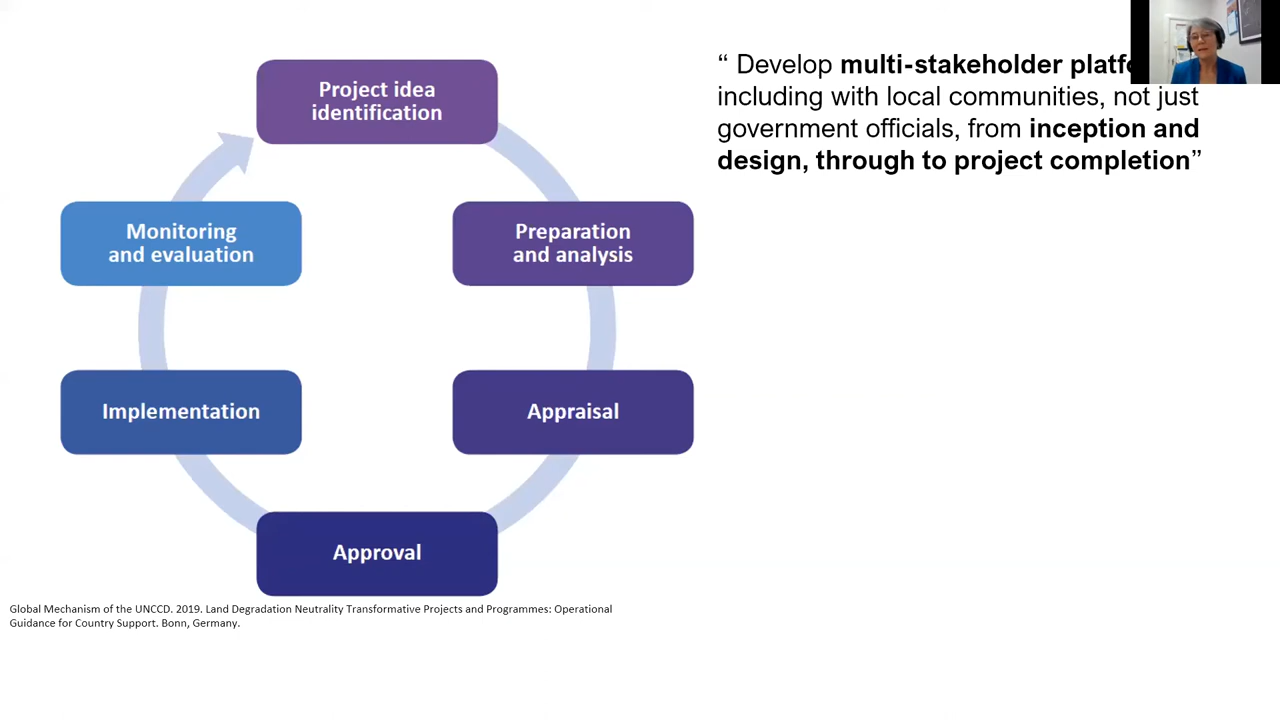 Project idea
identification
Preparation
and analysis
Appraisal
Approval
Implementation
Monitoring
and evaluation
Global Mechanism of the UNCCD. 2019. Land Degradation Neutrality Transformative Projects and Programmes: Operational
Guidance for Country Support. Bonn, Germany.
“ Develop multi-stakeholder
including with local communities, not just
government officials, from inception and
design, through to project completion”